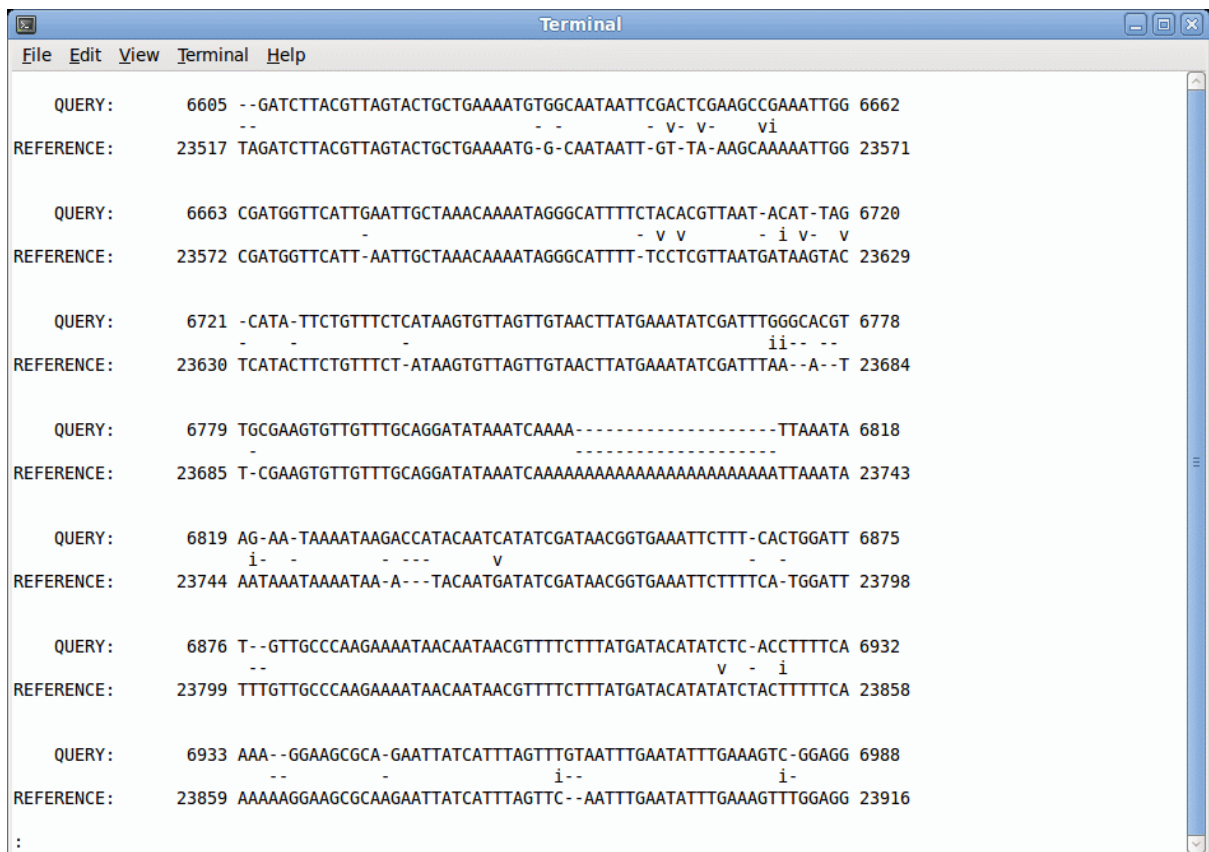 Terminal
File Edit View Terminal Help
QUERY: 6605 --GATCTTACGTTAGTACTGCTGAAAATGTGGCAATAATTCGACTCGAAGCCGAAATTGG 6662
-- - - - v- v- vi
REFERENCE: 23517 TAGATCTTACGTTAGTACTGCTGAAAATG-G-CAATAATT-GT-TA-AAGCAAAAATTGG 23571
QUERY: 6663 CGATGGTTCATTGAATTGCTAAACAAAATAGGGCATTTTCTACACGTTAAT-ACAT-TAG 6720
- - v v - i v- v
REFERENCE: 23572 CGATGGTTCATT-AATTGCTAAACAAAATAGGGCATTTT-TCCTCGTTAATGATAAGTAC 23629
QUERY: 6721 -CATA-TTCTGTTTCTCATAAGTGTTAGTTGTAACTTATGAAATATCGATTTGGGCACGT 6778
- - - ii-- --
REFERENCE: 23630 TCATACTTCTGTTTCT-ATAAGTGTTAGTTGTAACTTATGAAATATCGATTTAA--A--T 23684
QUERY: 6779 TGCGAAGTGTTGTTTGCAGGATATAAATCAAAA--------------------TTAAATA 6818
- --------------------
REFERENCE: 23685 T-CGAAGTGTTGTTTGCAGGATATAAATCAAAAAAAAAAAAAAAAAAAAAAAATTAAATA 23743
QUERY: 6819 AG-AA-TAAAATAAGACCATACAATCATATCGATAACGGTGAAATTCTTT-CACTGGATT 6875
i- - - --- v - -
REFERENCE: 23744 AATAAATAAAATAA-A---TACAATGATATCGATAACGGTGAAATTCTTTTCA-TGGATT 23798
QUERY: 6876 T--GTTGCCCAAGAAAATAACAATAACGTTTTCTTTATGATACATATCTC-ACCTTTTCA 6932
-- v - i
REFERENCE: 23799 TTTGTTGCCCAAGAAAATAACAATAACGTTTTCTTTATGATACATATATCTACTTTTTCA 23858
QUERY: 6933 AAA--GGAAGCGCA-GAATTATCATTTAGTTTGTAATTTGAATATTTGAAAGTC-GGAGG 6988
-- - i-- i-
REFERENCE: 23859 AAAAAGGAAGCGCAAGAATTATCATTTAGTTC--AATTTGAATATTTGAAAGTTTGGAGG 23916
: